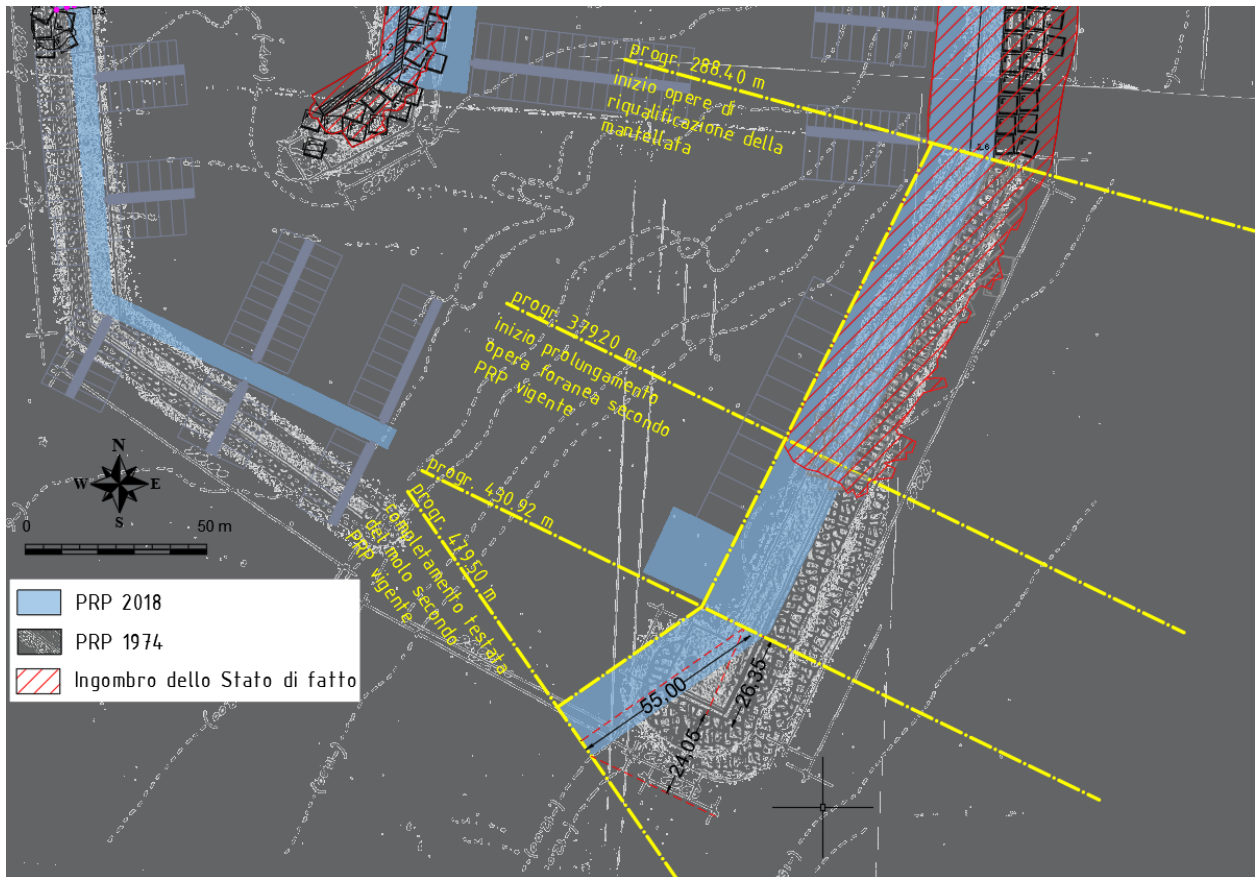 progr. 288.40 m
inizio opere di
riqualificazione della
mantellata
progr. 379.20 m
inizio prolungamento
opera foranea secondo
PRP vigente
progr. 430.92 m
progr. 479.50 m
completamento testata
del molo secondo
PRP vigente
N
W
E
S
0
50 m
PRP 2018
PRP 1974
Ingombro dello Stato di fatto
55,00
26.35
24.05